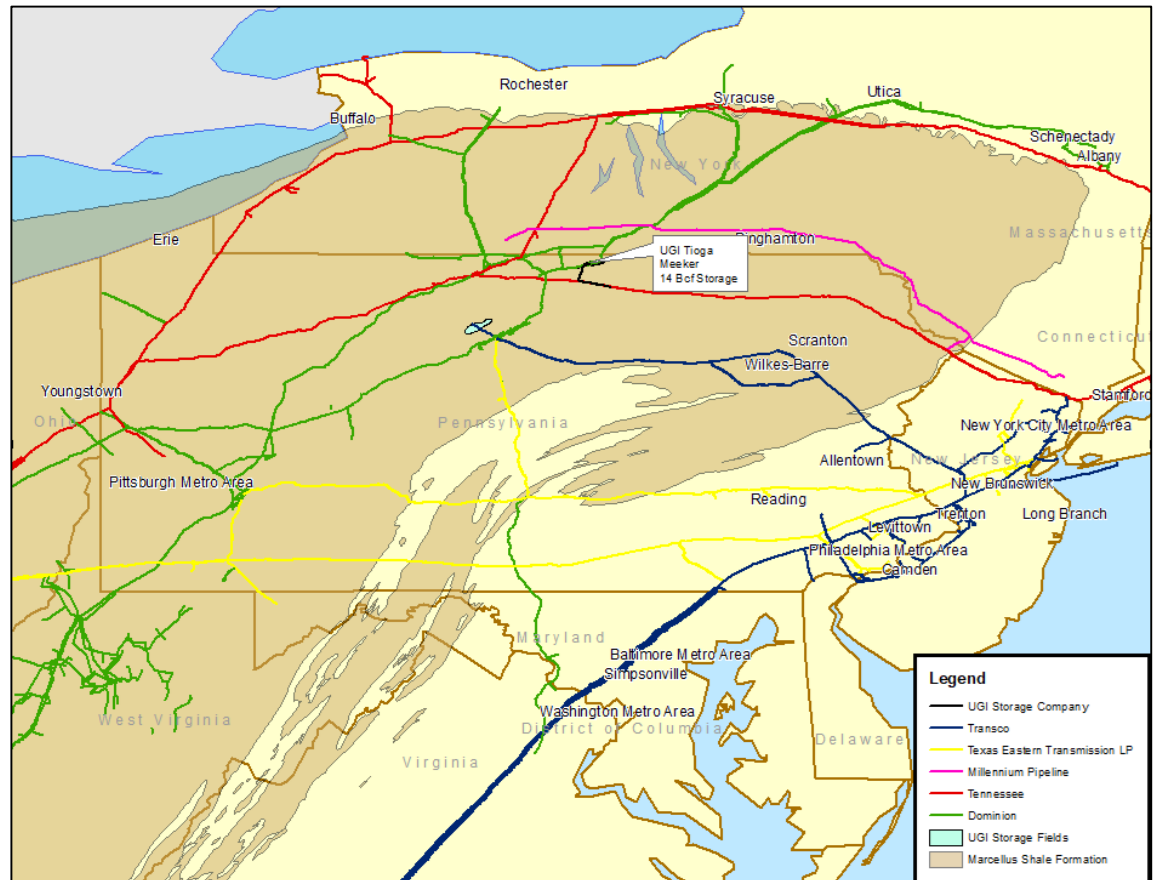 Rochester
Syracuse
Utica
Buffalo
Schenectady
Albany
New York
Massachusetts
Erie
Binghamton
UGI Tioga
Meeker
14 Bcf Storage
Connecticut
Scranton
Wilkes-Barre
Youngstown
Stamford
Ohio
Pennsylvania
New York City Metro Area
Allentown
New Jersey
Pittsburgh Metro Area
New Brunswick
Reading
Trenton
Long Branch
Levittown
Philadelphia Metro Area
Camden
Maryland
Baltimore Metro Area
Simpsonville
Washington Metro Area
West Virginia
District of Columbia
Delaware
Virginia
Legend
UGI Storage Company
Transco
Texas Eastern Transmission LP
Millennium Pipeline
Tennessee
Dominion
UGI Storage Fields
Marcellus Shale Formation